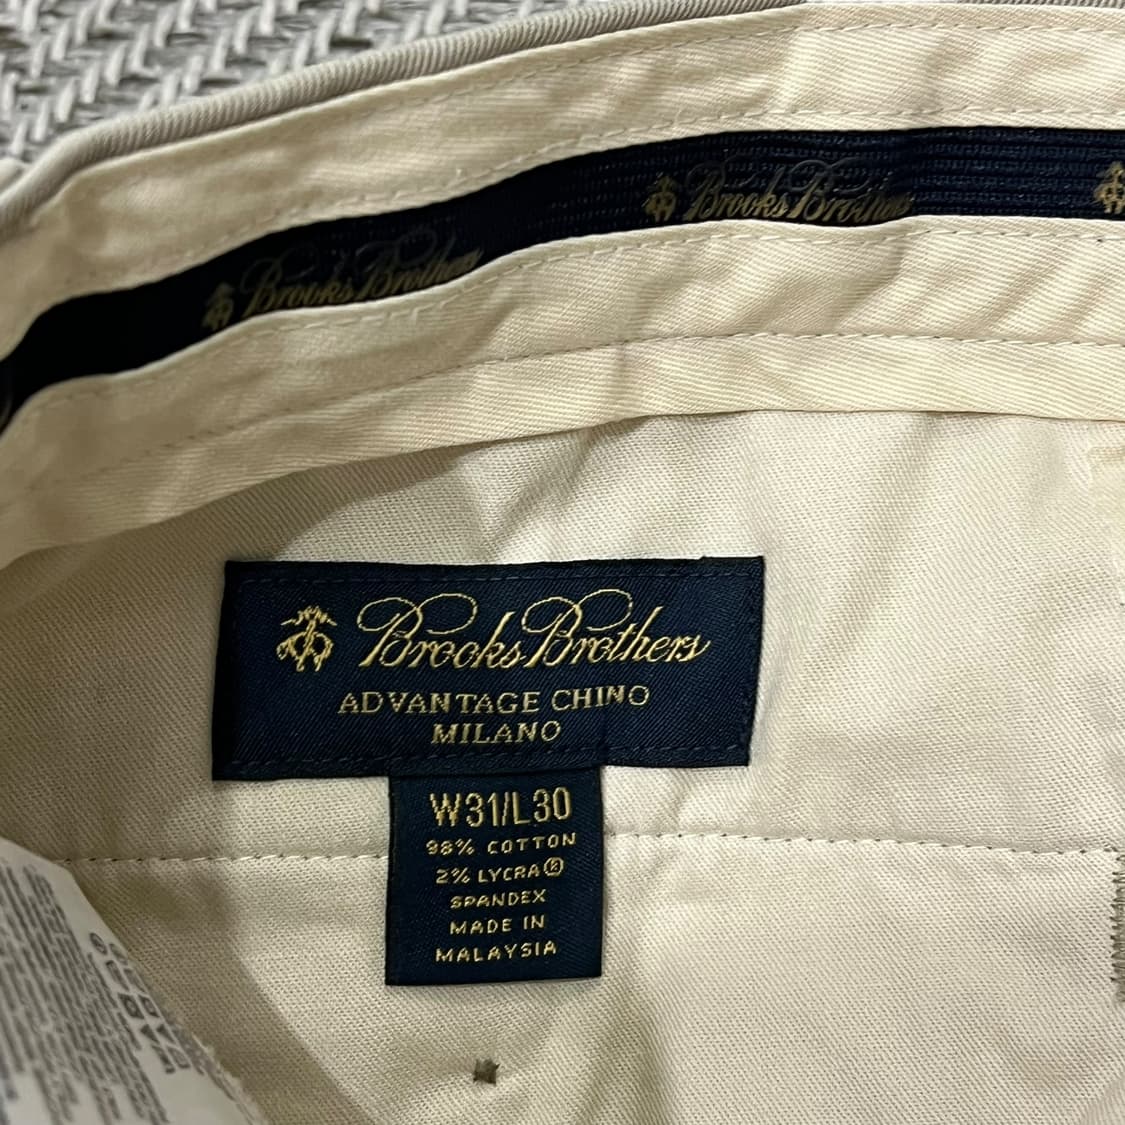 Brooks Brothers
Brooks Brothers
Brooks Brothers
ADVANTAGE CHINO
MILANO
W31/L30
98% COTTON
2% LYCRA®
SPANDEX
MADE IN
MALAYSIA